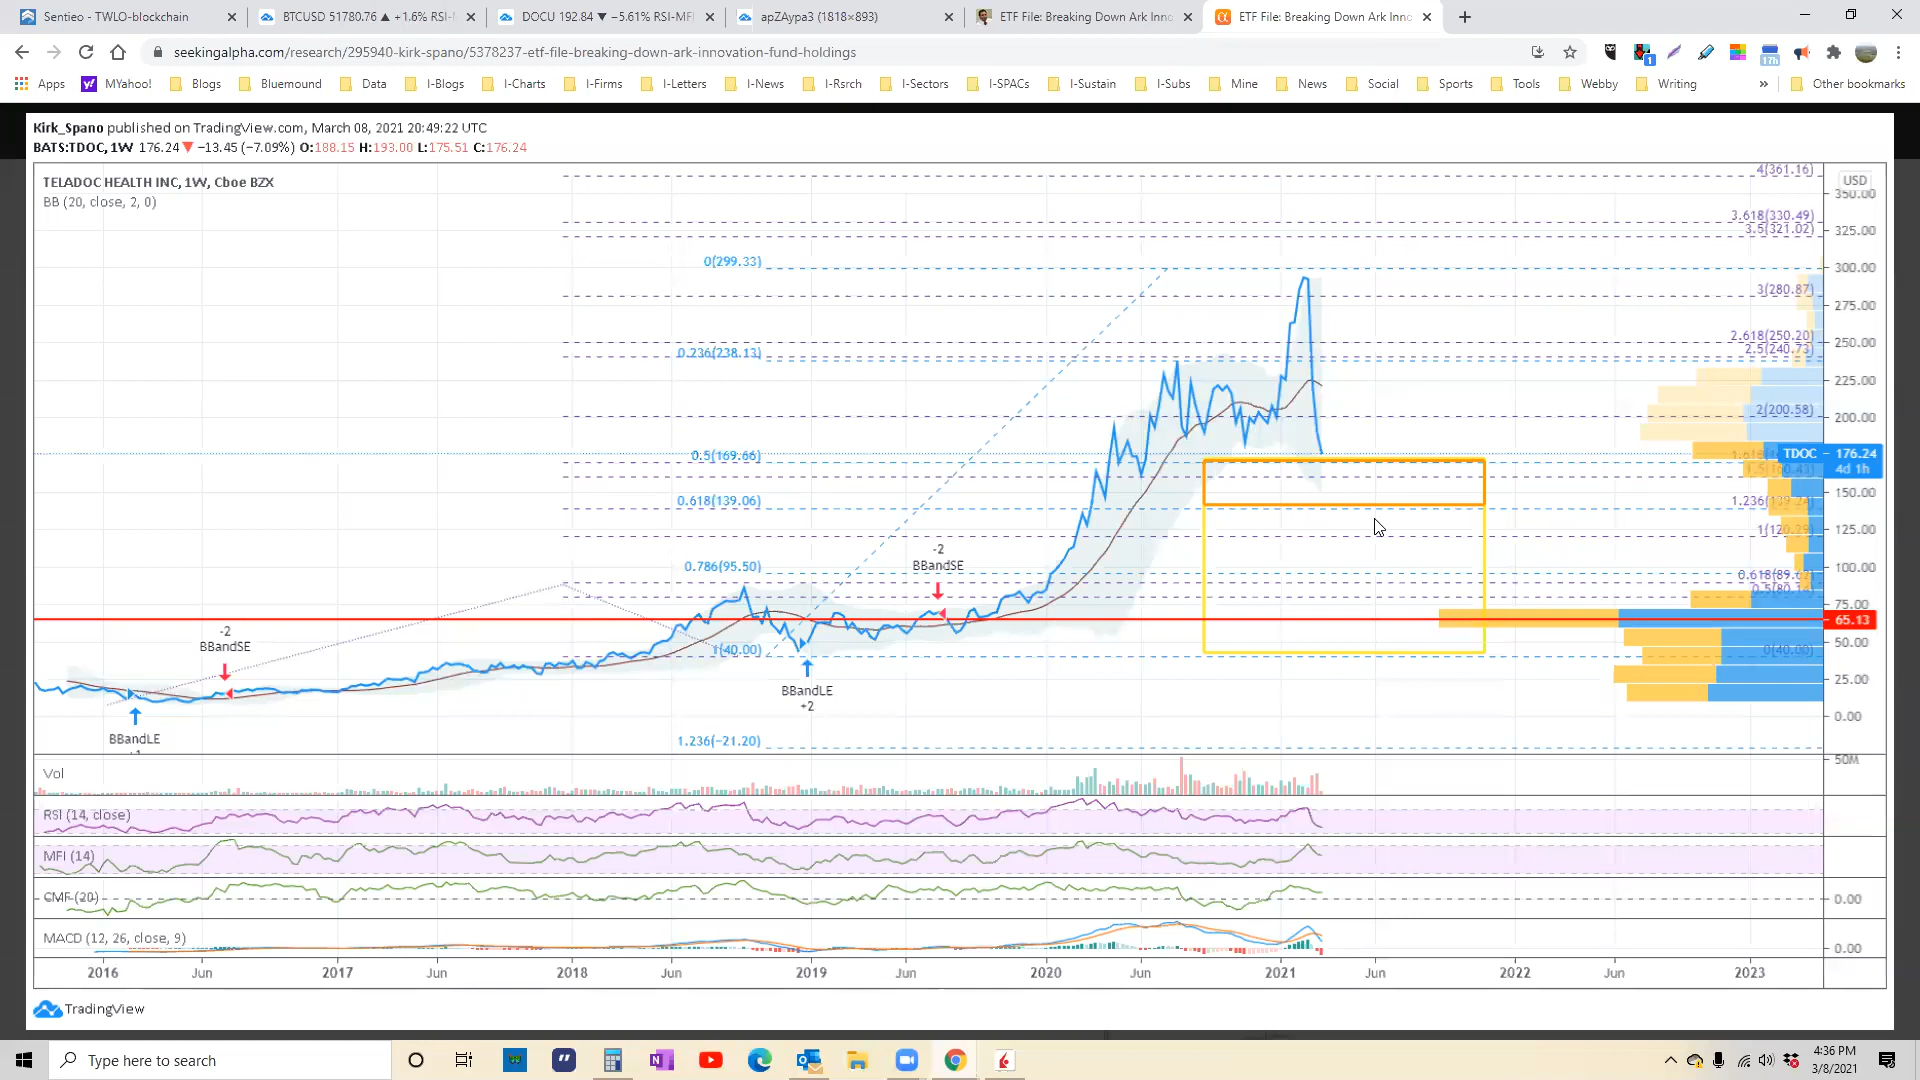 Sentieo - TWLO-blockchain
BTCUSD 51780.76 ▲ +1.6% RSI-
DOCU 192.84 ▼ −5.61% RSI-MFI
apZAypa3 (1818×893)
ETF File: Breaking Down Ark Inno
ETF File: Breaking Down Ark Inno
seekingalpha.com/research/295940-kirk-spano/5378237-etf-file-breaking-down-ark-innovation-fund-holdings
1
17h
Apps
MYahoo!
Blogs
Bluemound
Data
I-Blogs
I-Charts
I-Firms
I-Letters
I-News
I-Rsrch
I-Sectors
I-SPACs
I-Sustain
I-Subs
Mine
News
Social
Sports
Tools
Webby
Writing
»
Other bookmarks
Kirk_Spano published on TradingView.com, March 08, 2021 20:49:22 UTC
BATS:TDOC, 1W 176.24 ▼ −13.45 (−7.09%) O:188.15 H:193.00 L:175.51 C:176.24
TELADOC HEALTH INC, 1W, Cboe BZX
BB (20, close, 2, 0)
4(361.16)
USD
350.00
3.618(330.49)
3.5(321.02)
325.00
0(299.33)
300.00
3(280.87)
275.00
2.618(250.20)
250.00
0.236(238.13)
2.5(240.73)
225.00
2(200.58)
200.00
0.5(169.66)
TDOC 176.24
4d 1h
0.618(139.06)
150.00
1.236(139.24)
1(120.29)
125.00
-2
BBandSE
0.786(95.50)
100.00
0.618(89.62)
0.5(80.14)
75.00
65.13
-2
BBandSE
1(40.00)
50.00
0(40.00)
25.00
BBandLE
+2
0.00
BBandLE
1.236(−21.20)
Vol
50M
RSI (14, close)
MFI (14)
CMF (20)
0.00
MACD (12, 26, close, 9)
0.00
2016
Jun
2017
Jun
2018
Jun
2019
Jun
2020
Jun
2021
Jun
2022
Jun
2023
TradingView
Type here to search
4:36 PM
3/8/2021